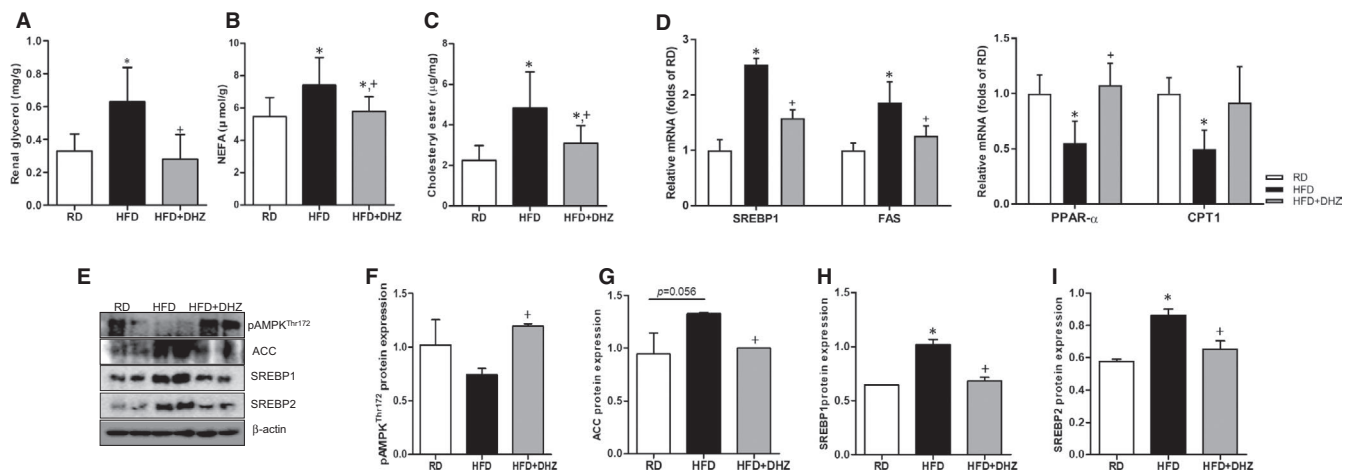 A
Renal glycerol (mg/g)
1.0
0.8
0.6
0.4
0.2
0.0
*
+
RD HFD HFD+DHZ
B
NEFA (μ mol/g)
10
8
6
4
2
0
*
*,+
RD HFD HFD+DHZ
C
Cholesteryl ester (μg/mg)
8
6
4
2
0
*
*,+
RD HFD HFD+DHZ
D
Relative mRNA (folds of RD)
3
2
1
0
*
+
*
+
SREBP1 FAS
Relative mRNA (folds of RD)
1.5
1.0
0.5
0.0
*
+
*
PPAR-α CPT1
RD
HFD
HFD+DHZ
E
RD HFD HFD+DHZ
pAMPKThr172
ACC
SREBP1
SREBP2
β-actin
F
pAMPKThr172 protein expression
1.5
1.0
0.5
0.0
+
RD HFD HFD+DHZ
G
ACC protein expression
1.5
1.0
0.5
0.0
p=0.056
+
RD HFD HFD+DHZ
H
SREBP1protein expression
1.5
1.0
0.5
0.0
*
+
RD HFD HFD+DHZ
I
SREBP2 protein expression
1.0
0.8
0.6
0.4
0.2
0.0
*
+
RD HFD HFD+DHZ